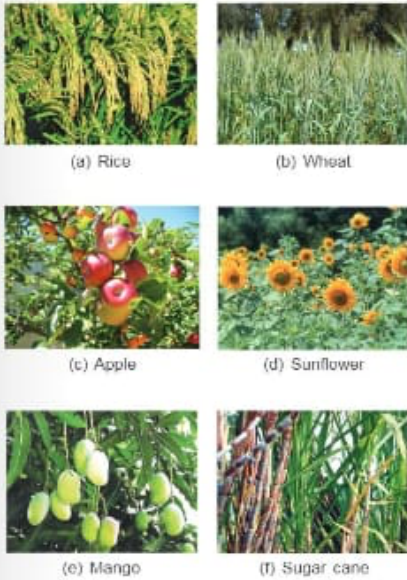 (a) Rice
(b) Wheat
(c) Apple
(d) Sunflower
(e) Mango
(f) Sugar cane